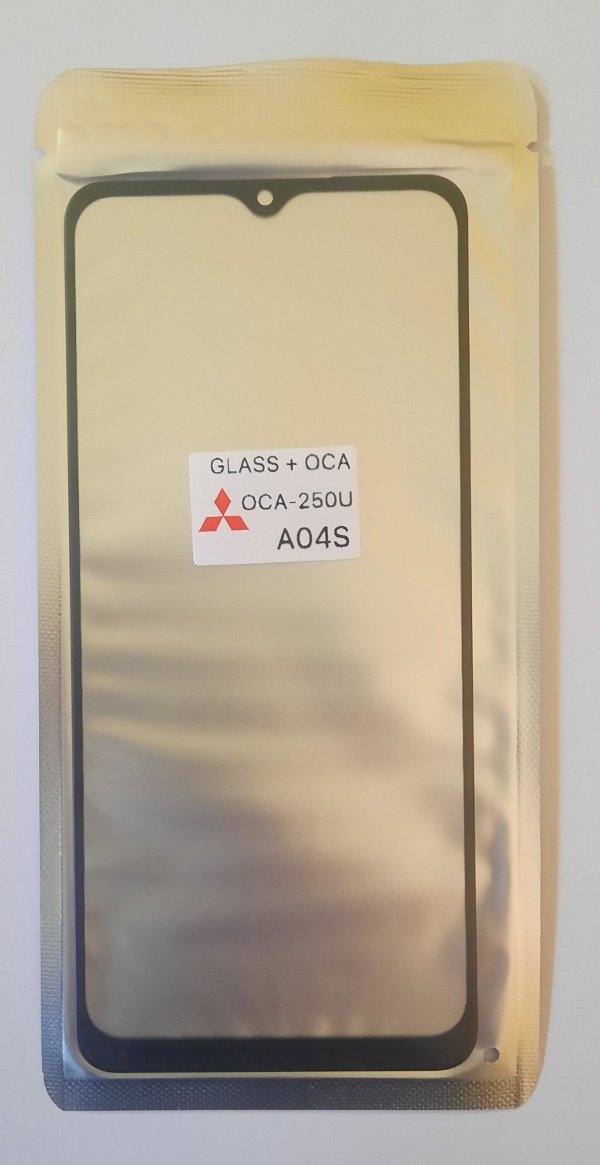 GLASS + OCA
OCA-250U
A04S